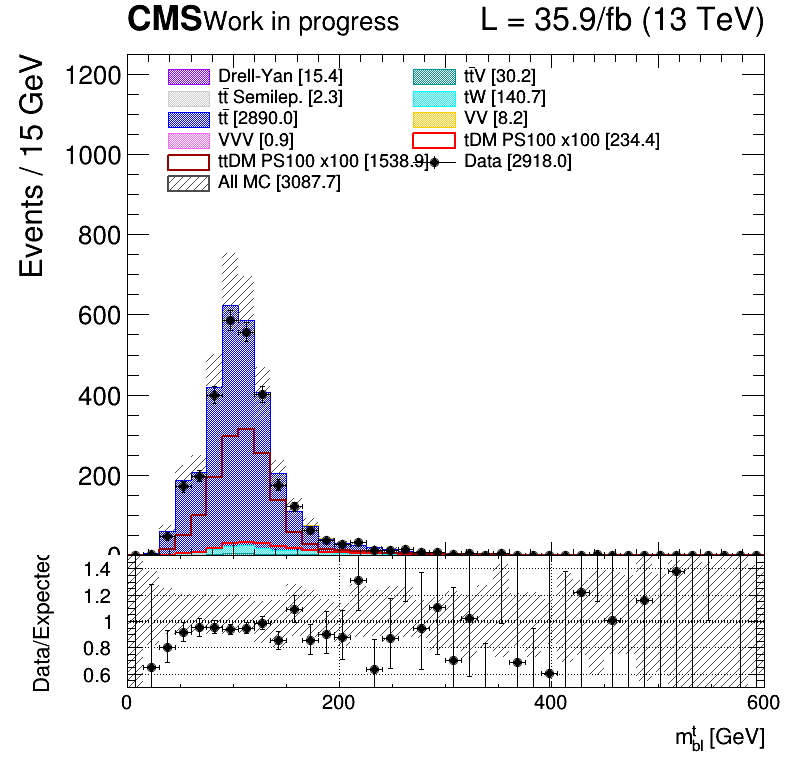 CMS Work in progress L = 35.9/fb (13 TeV)
Events / 15 GeV
1200
1000
800
600
400
200
0
Drell-Yan [15.4] tt̄V [30.2]
tt̄ Semilep. [2.3] tW [140.7]
tt̄ [2890.0] VV [8.2]
VVV [0.9] tDM PS100 x100 [234.4]
ttDM PS100 x100 [1538.9] Data [2918.0]
All MC [3087.7]
Data/Expected
1.4
1.2
1
0.8
0.6
0 200 400 600
m^t_bl [GeV]